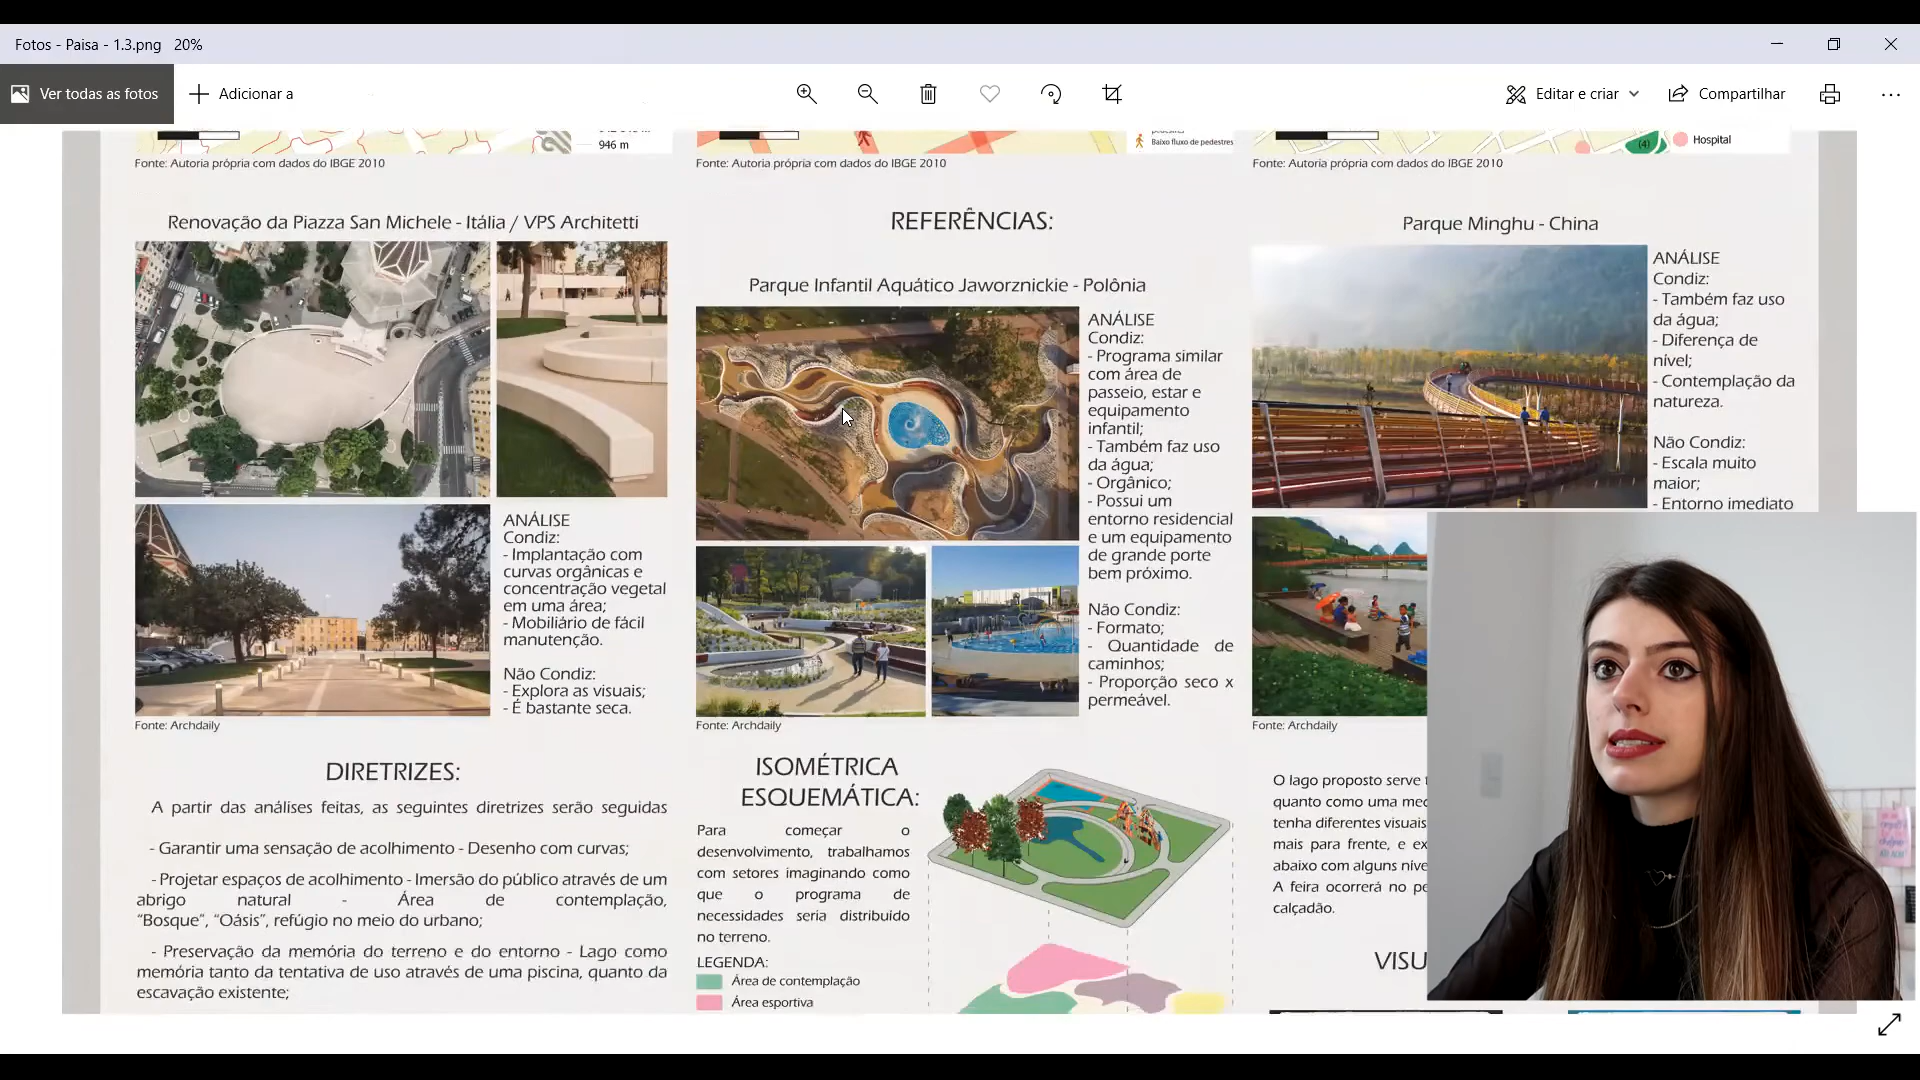 Fotos - Paisa - 1.3.png   20%
Ver todas as fotos
Adicionar a
Editar e criar
Compartilhar
946 m
Baixo fluxo de pedestres
(4)
Hospital
Fonte: Autoria própria com dados do IBGE 2010
Fonte: Autoria própria com dados do IBGE 2010
Fonte: Autoria própria com dados do IBGE 2010
Renovação da Piazza San Michele - Itália / VPS Architetti
ANÁLISE
Condiz:
- Implantação com
curvas orgânicas e
concentração vegetal
em uma área;
- Mobiliário de fácil
manutenção.
Não Condiz:
- Explora as visuais;
- É bastante seca.
Fonte: Archdaily
REFERÊNCIAS:
Parque Infantil Aquático Jaworznickie - Polônia
ANÁLISE
Condiz:
- Programa similar
com área de
passeio, estar e
equipamento
infantil;
- Também faz uso
da água;
- Orgânico;
- Possui um
entorno residencial
e um equipamento
de grande porte
bem próximo.
Não Condiz:
- Formato;
- Quantidade de
caminhos;
- Proporção seco x
permeável.
Fonte: Archdaily
Parque Minghu - China
ANÁLISE
Condiz:
- Também faz uso
da água;
- Diferença de
nível;
- Contemplação da
natureza.
Não Condiz:
- Escala muito
maior;
- Entorno imediato
Fonte: Archdaily
DIRETRIZES:
A partir das análises feitas, as seguintes diretrizes serão seguidas
- Garantir uma sensação de acolhimento - Desenho com curvas;
- Projetar espaços de acolhimento - Imersão do público através de um
abrigo natural - Área de contemplação,
"Bosque", "Oásis", refúgio no meio do urbano;
- Preservação da memória do terreno e do entorno - Lago como
memória tanto da tentativa de uso através de uma piscina, quanto da
escavação existente;
ISOMÉTRICA
ESQUEMÁTICA:
Para começar o
desenvolvimento, trabalhamos
com setores imaginando como
que o programa de
necessidades seria distribuído
no terreno.
LEGENDA:
Área de contemplação
Área esportiva
O lago proposto serve
quanto como uma
tenha diferentes visuais
mais para frente, e
abaixo com alguns
A feira ocorrerá no
calçadão.
VISU